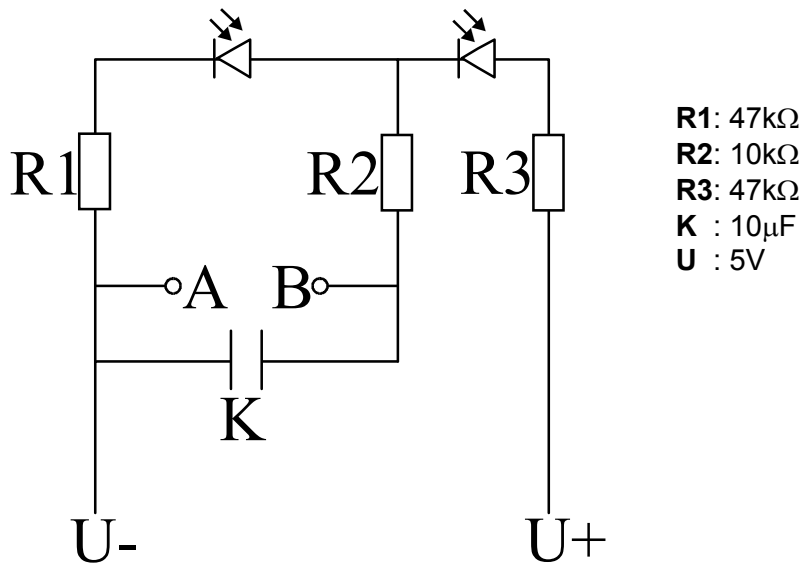 R1: 47kΩ
R2: 10kΩ
R3: 47kΩ
K : 10μF
U : 5V
R1 R2 R3
A B
K
U- U+